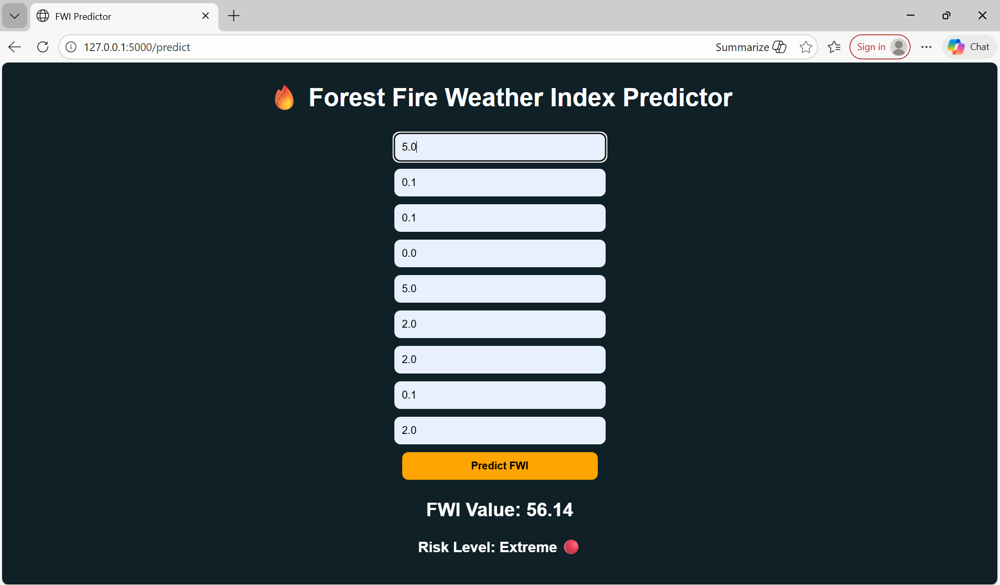 FWI Predictor
127.0.0.1:5000/predict
Summarize
Sign in
Chat
Forest Fire Weather Index Predictor
5.0
0.1
0.1
0.0
5.0
2.0
2.0
0.1
2.0
Predict FWI
FWI Value: 56.14
Risk Level: Extreme